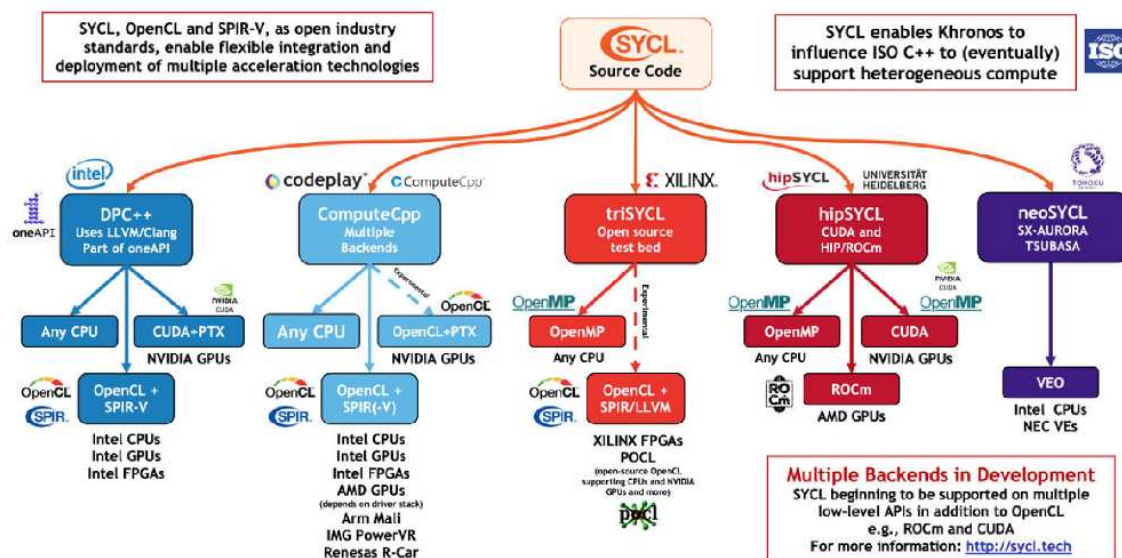 SYCL, OpenCL and SPIR-V, as open industry
standards, enable flexible integration and
deployment of multiple acceleration technologies
SYCL™
Source Code
SYCL enables Khronos to
influence ISO C++ to (eventually)
support heterogeneous compute
ISO
intel
oneAPI
DPC++
Uses LLVM/Clang
Part of oneAPI
NVIDIA
CUDA
Any CPU
CUDA+PTX
NVIDIA GPUs
OpenCL
SPIR
OpenCL +
SPIR-V
Intel CPUs
Intel GPUs
Intel FPGAs
codeplay
ComputeCpp
ComputeCpp
Multiple
Backends
Experimental
OpenCL
Any CPU
OpenCL+PTX
NVIDIA GPUs
OpenCL
SPIR
OpenCL +
SPIR(-V)
Intel CPUs
Intel GPUs
Intel FPGAs
AMD GPUs
(depends on driver stack)
Arm Mali
IMG PowerVR
Renesas R-Car
XILINX
triSYCL
Open source
test bed
Experimental
OpenMP
OpenMP
Any CPU
OpenCL
SPIR
OpenCL +
SPIR/LLVM
XILINX FPGAs
POCL
(open-source OpenCL
supporting CPUs and NVIDIA
GPUs and more)
pocl
hipSYCL
UNIVERSITÄT
HEIDELBERG
hipSYCL
CUDA and
HIP/ROCm
NVIDIA
CUDA
OpenMP
OpenMP
OpenMP
Any CPU
CUDA
NVIDIA GPUs
ROCm
ROCm
AMD GPUs
TOHOKU
neoSYCL
SX-AURORA
TSUBASA
VEO
Intel CPUs
NEC VEs
Multiple Backends in Development
SYCL beginning to be supported on multiple
low-level APIs in addition to OpenCL
e.g., ROCm and CUDA
For more information: http://sycl.tech